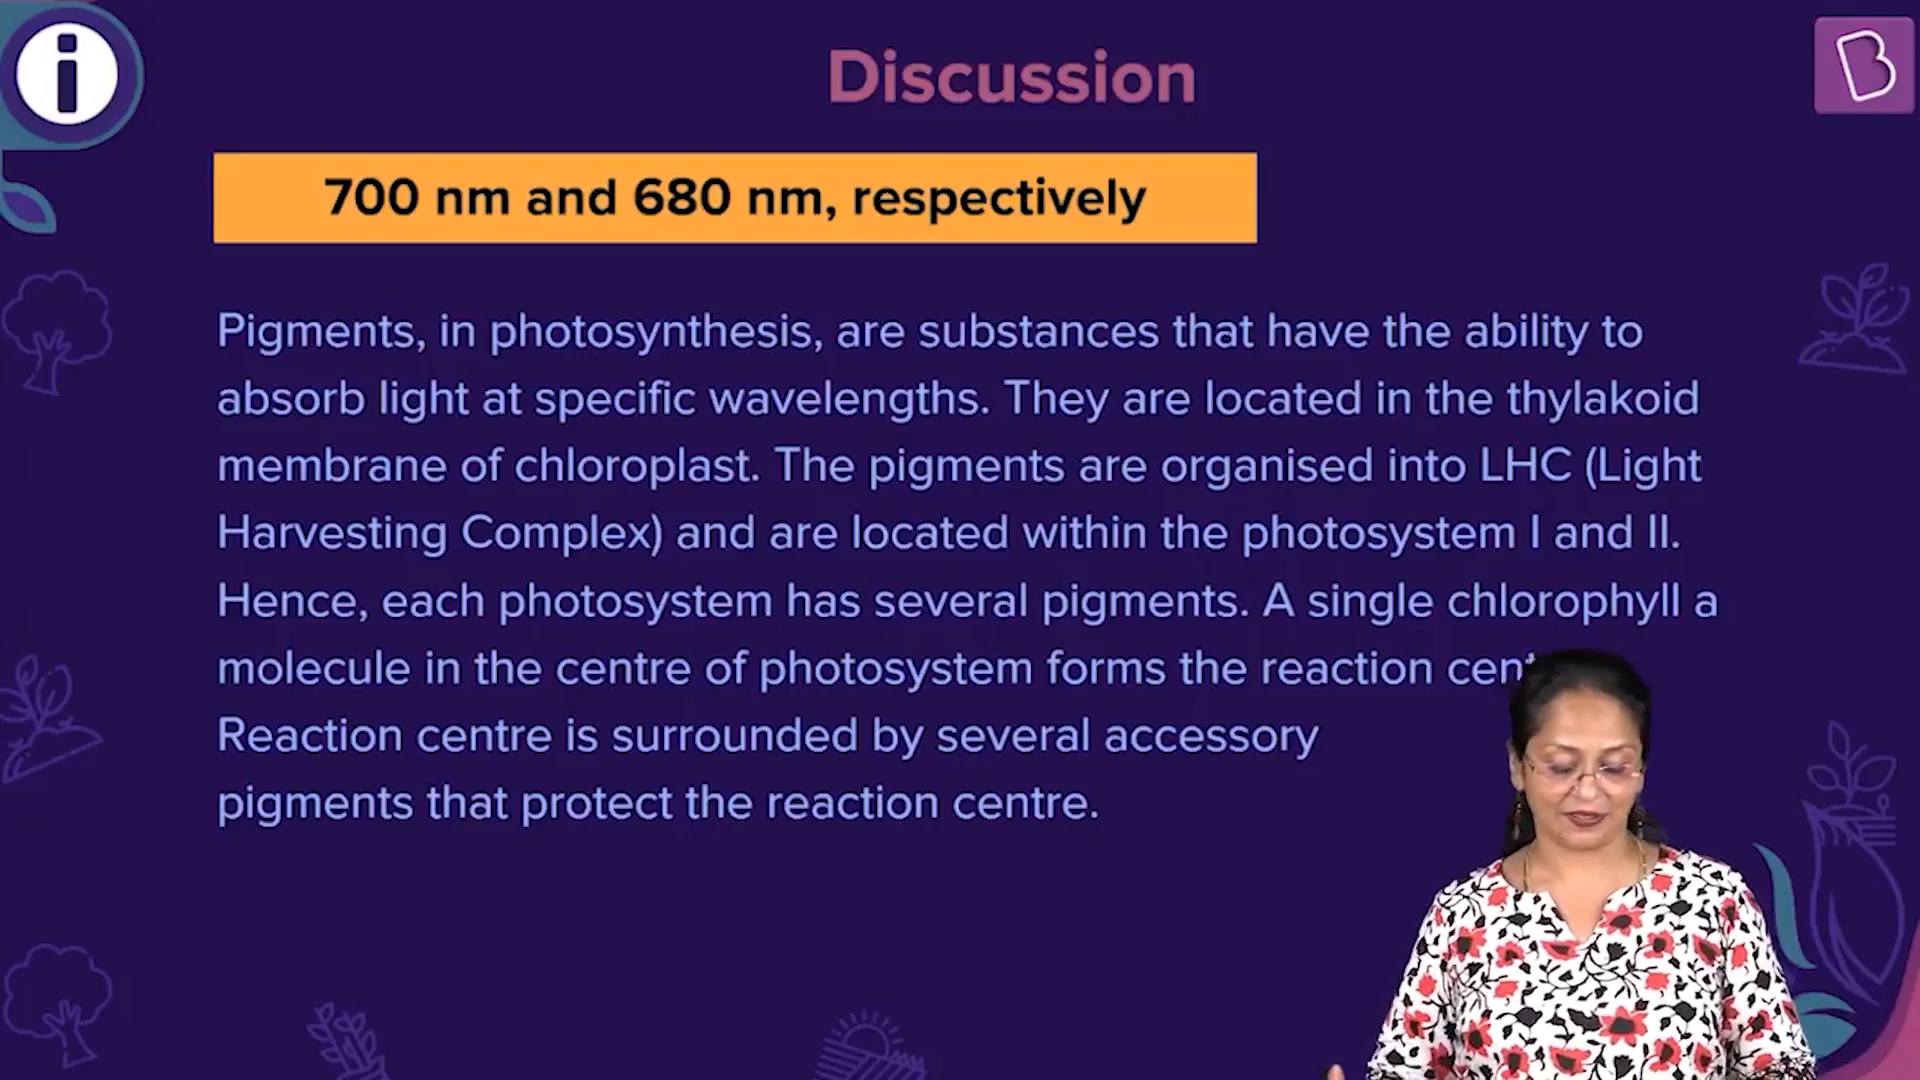 Discussion
700 nm and 680 nm, respectively
Pigments, in photosynthesis, are substances that have the ability to
absorb light at specific wavelengths. They are located in the thylakoid
membrane of chloroplast. The pigments are organised into LHC (Light
Harvesting Complex) and are located within the photosystem I and II.
Hence, each photosystem has several pigments. A single chlorophyll a
molecule in the centre of photosystem forms the reaction
Reaction centre is surrounded by several accessory
pigments that protect the reaction centre.